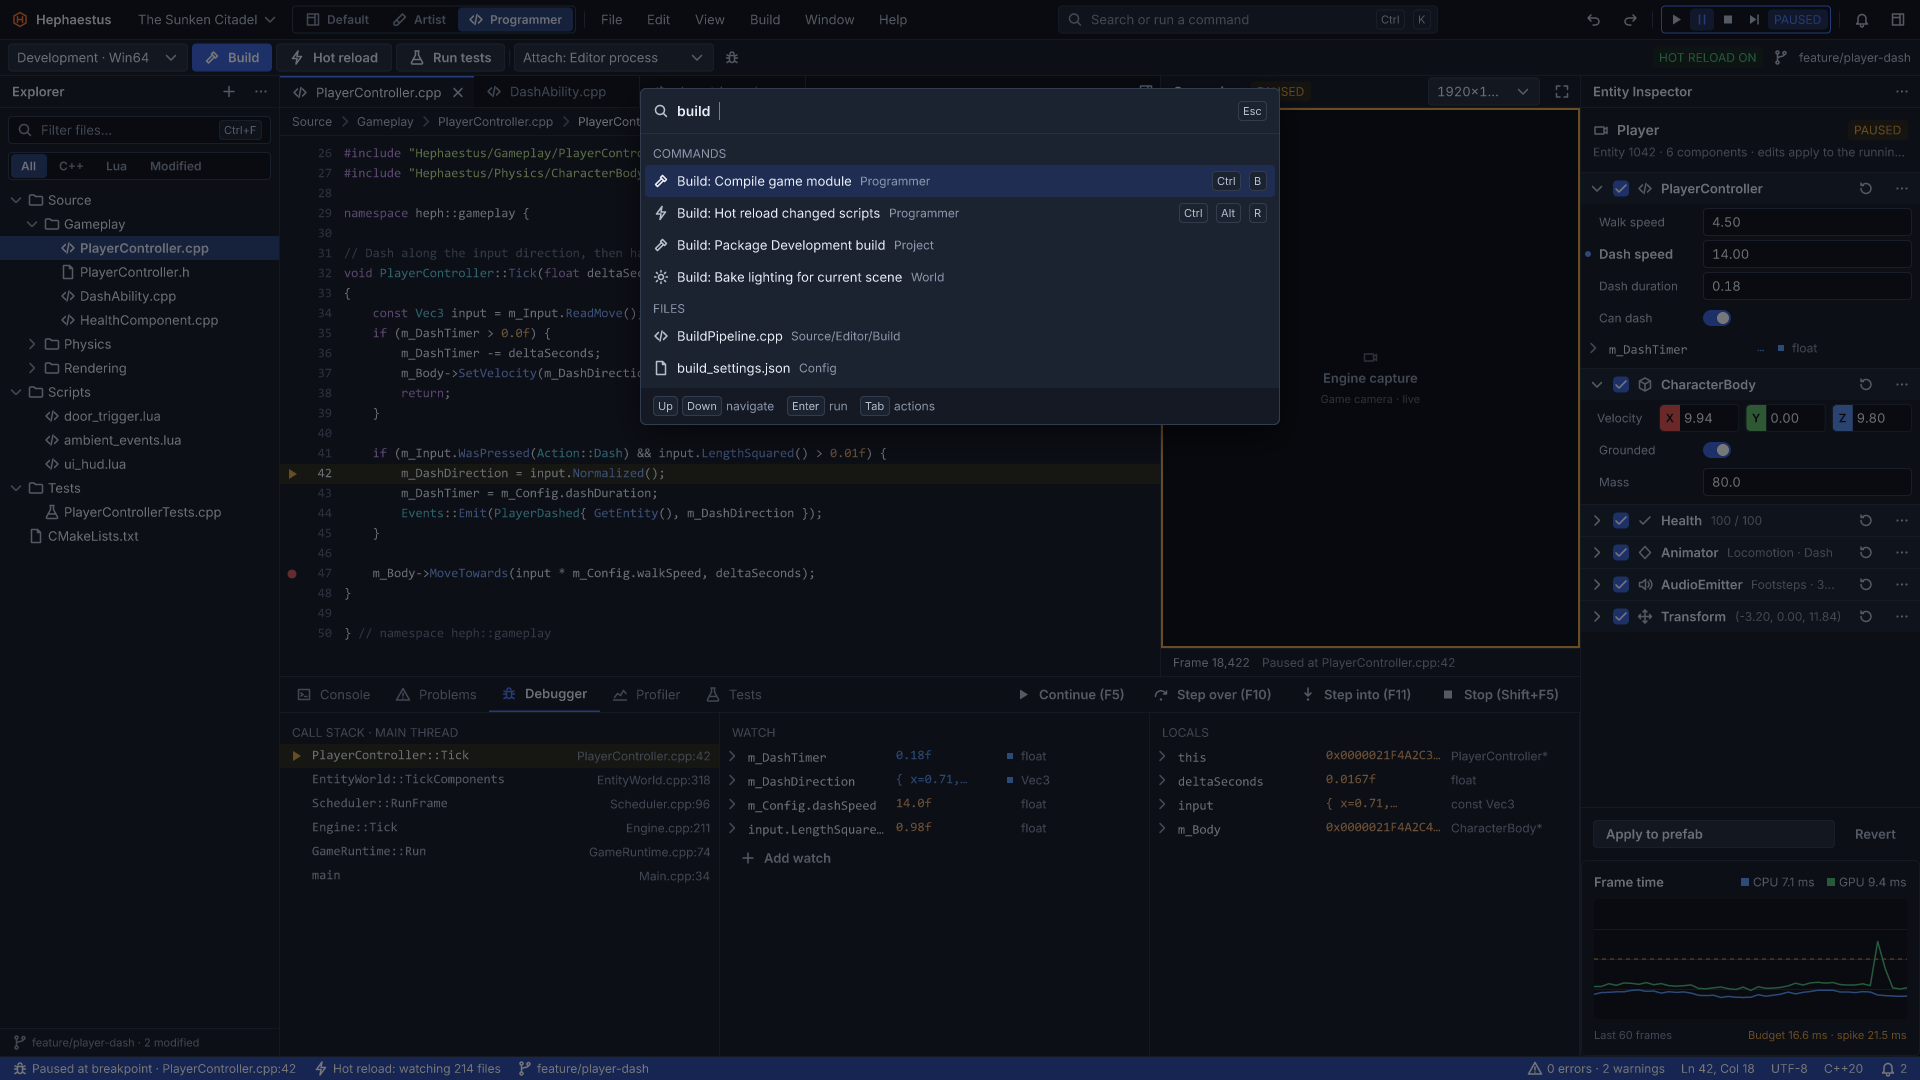 Hephaestus
The Sunken Citadel
Default
Artist
Programmer
File
Edit
View
Build
Window
Help
Search or run a command
Ctrl
K
PAUSED
Development · Win64
Build
Hot reload
Run tests
Attach: Editor process
HOT RELOAD ON
feature/player-dash
Explorer
Filter files...
Ctrl+F
All
C++
Lua
Modified
Source
Gameplay
PlayerController.cpp
PlayerController.h
DashAbility.cpp
HealthComponent.cpp
Physics
Rendering
Scripts
door_trigger.lua
ambient_events.lua
ui_hud.lua
Tests
PlayerControllerTests.cpp
CMakeLists.txt
feature/player-dash · 2 modified
PlayerController.cpp
DashAbility.cpp
Source
Gameplay
PlayerController.cpp
PlayerCont
26 #include "Hephaestus/Gameplay/PlayerContro
27 #include "Hephaestus/Physics/CharacterBody
28
29 namespace heph::gameplay {
30
31 // Dash along the input direction, then ha
32 void PlayerController::Tick(float deltaSec
33 {
34 const Vec3 input = m_Input.ReadMove()
35 if (m_DashTimer > 0.0f) {
36 m_DashTimer -= deltaSeconds;
37 m_Body->SetVelocity(m_DashDirectio
38 return;
39 }
40
41 if (m_Input.WasPressed(Action::Dash) && input.LengthSquared() > 0.01f) {
42 m_DashDirection = input.Normalized();
43 m_DashTimer = m_Config.dashDuration;
44 Events::Emit(PlayerDashed{ GetEntity(), m_DashDirection });
45 }
46
47 m_Body->MoveTowards(input * m_Config.walkSpeed, deltaSeconds);
48 }
49
50 } // namespace heph::gameplay
build
Esc
COMMANDS
Build: Compile game module Programmer Ctrl B
Build: Hot reload changed scripts Programmer Ctrl Alt R
Build: Package Development build Project
Build: Bake lighting for current scene World
FILES
BuildPipeline.cpp Source/Editor/Build
build_settings.json Config
Up Down navigate Enter run Tab actions
USED
1920×1...
Engine capture
Game camera · live
Frame 18,422 Paused at PlayerController.cpp:42
Console
Problems
Debugger
Profiler
Tests
Continue (F5)
Step over (F10)
Step into (F11)
Stop (Shift+F5)
CALL STACK · MAIN THREAD
PlayerController::Tick PlayerController.cpp:42
EntityWorld::TickComponents EntityWorld.cpp:318
Scheduler::RunFrame Scheduler.cpp:96
Engine::Tick Engine.cpp:211
GameRuntime::Run GameRuntime.cpp:74
main Main.cpp:34
WATCH
m_DashTimer 0.18f float
m_DashDirection { x=0.71,… Vec3
m_Config.dashSpeed 14.0f float
input.LengthSquare… 0.98f float
Add watch
LOCALS
this 0x0000021F4A2C3… PlayerController*
deltaSeconds 0.0167f float
input { x=0.71,… const Vec3
m_Body 0x0000021F4A2C4… CharacterBody*
Entity Inspector
Player
PAUSED
Entity 1042 · 6 components · edits apply to the runnin...
PlayerController
Walk speed 4.50
Dash speed 14.00
Dash duration 0.18
Can dash
m_DashTimer … float
CharacterBody
Velocity X 9.94 Y 0.00 Z 9.80
Grounded
Mass 80.0
Health 100 / 100
Animator Locomotion · Dash
AudioEmitter Footsteps · 3...
Transform (-3.20, 0.00, 11.84)
Apply to prefab
Revert
Frame time
CPU 7.1 ms
GPU 9.4 ms
Last 60 frames
Budget 16.6 ms · spike 21.5 ms
Paused at breakpoint · PlayerController.cpp:42
Hot reload: watching 214 files
feature/player-dash
0 errors · 2 warnings
Ln 42, Col 18
UTF-8
C++20
2